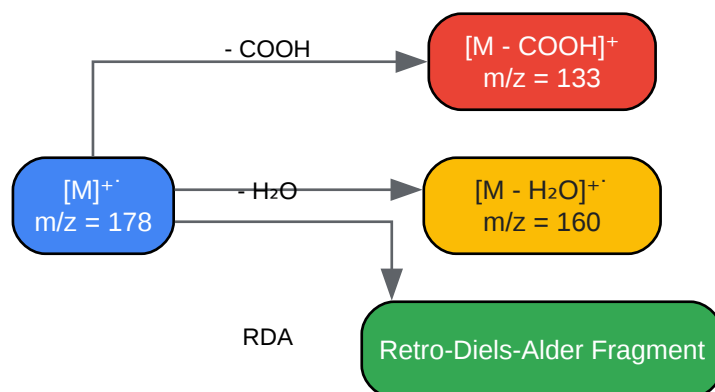 - COOH
[M - COOH]⁺
m/z = 133
[M]⁺˙
m/z = 178
- H₂O
[M - H₂O]⁺˙
m/z = 160
RDA
Retro-Diels-Alder Fragment